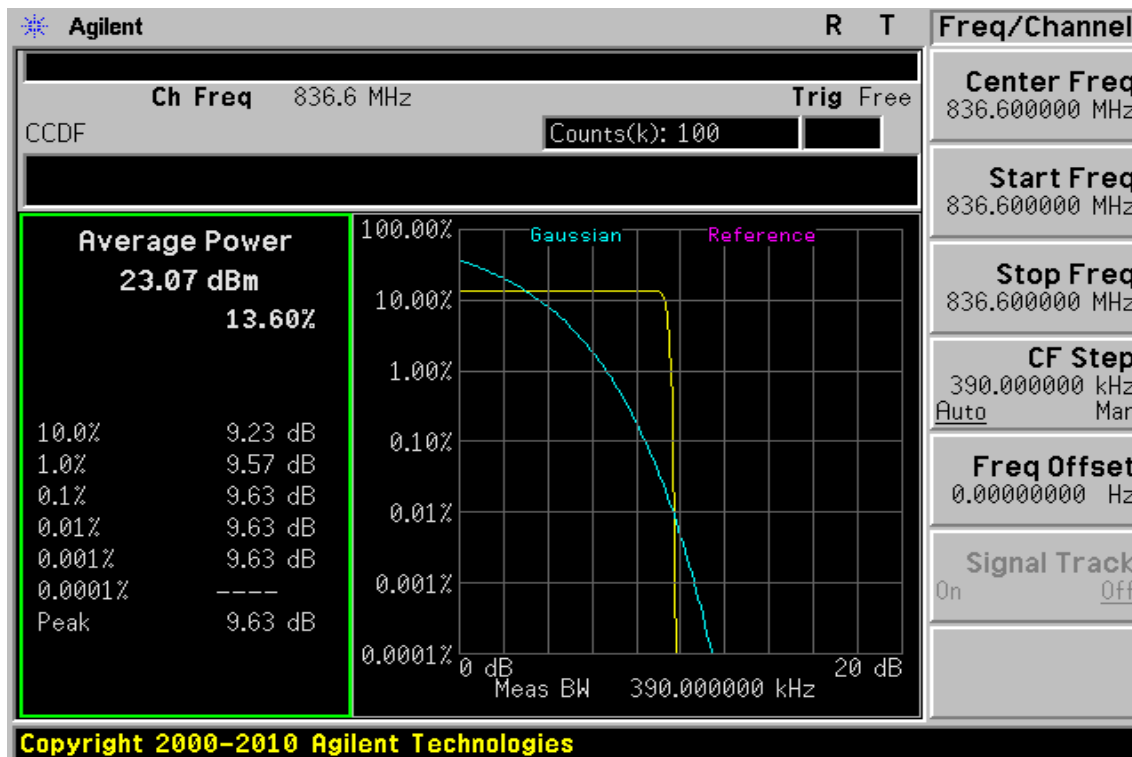 Agilent
R T
Freq/Channel
Ch Freq 836.6 MHz
Trig Free
CCDF
Counts(k): 100
Average Power
23.07 dBm
13.60%
10.0% 9.23 dB
1.0% 9.57 dB
0.1% 9.63 dB
0.01% 9.63 dB
0.001% 9.63 dB
0.0001% ----
Peak 9.63 dB
Gaussian
Reference
100.00%
10.00%
1.00%
0.10%
0.01%
0.001%
0.0001%
0 dB
20 dB
Meas BW 390.000000 kHz
Center Freq
836.600000 MHz
Start Freq
836.600000 MHz
Stop Freq
836.600000 MHz
CF Step
390.000000 kHz
Auto Man
Freq Offset
0.00000000 Hz
Signal Track
On Off
Copyright 2000-2010 Agilent Technologies